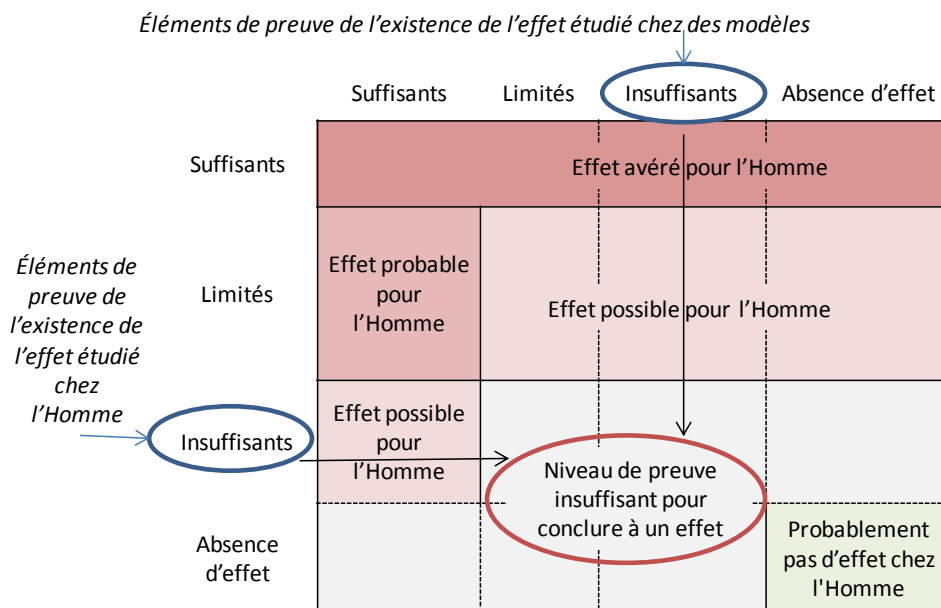 Éléments de preuve de l’existence de l’effet étudié chez des modèles
Suffisants
Limités
Insuffisants
Absence d’effet
Suffisants
Effet avéré pour l’Homme
Éléments de
preuve de
l’existence de
l’effet étudié
chez
l’Homme
Limités
Effet probable
pour
l’Homme
Effet possible pour l’Homme
Insuffisants
Effet possible
pour
l’Homme
Niveau de preuve
insuffisant pour
conclure à un effet
Absence
d’effet
Probablement
pas d’effet chez
l'Homme